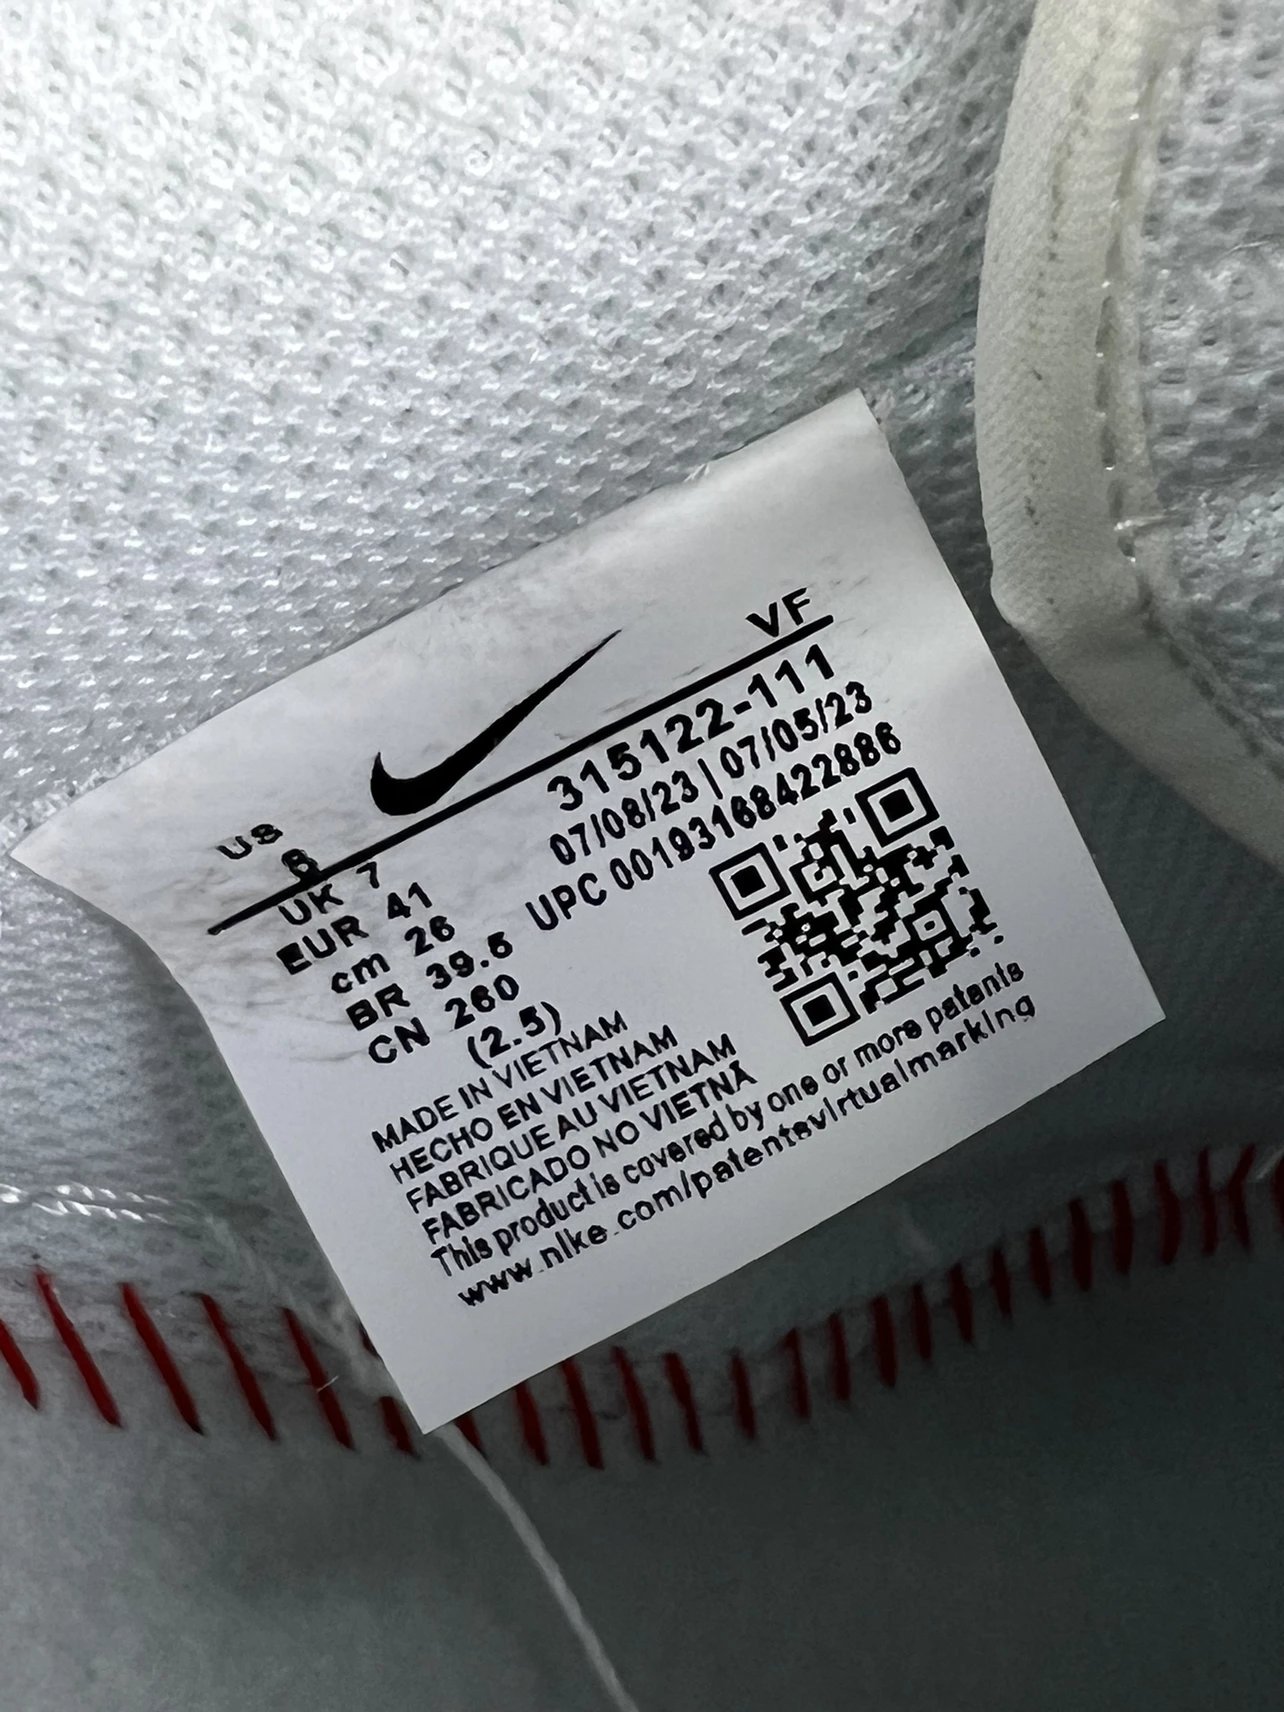 VF
315122-111
07/08/23 | 07/05/23
UPC 00193168422886
US 8
UK 7
EUR 41
cm 26
BR 39.5
CN 260
(2.5)
MADE IN VIETNAM
HECHO EN VIETNAM
FABRIQUE AU VIETNAM
FABRICADO NO VIETNÃ
This product is covered by one or more patents
www.nike.com/patentsvirtualmarking